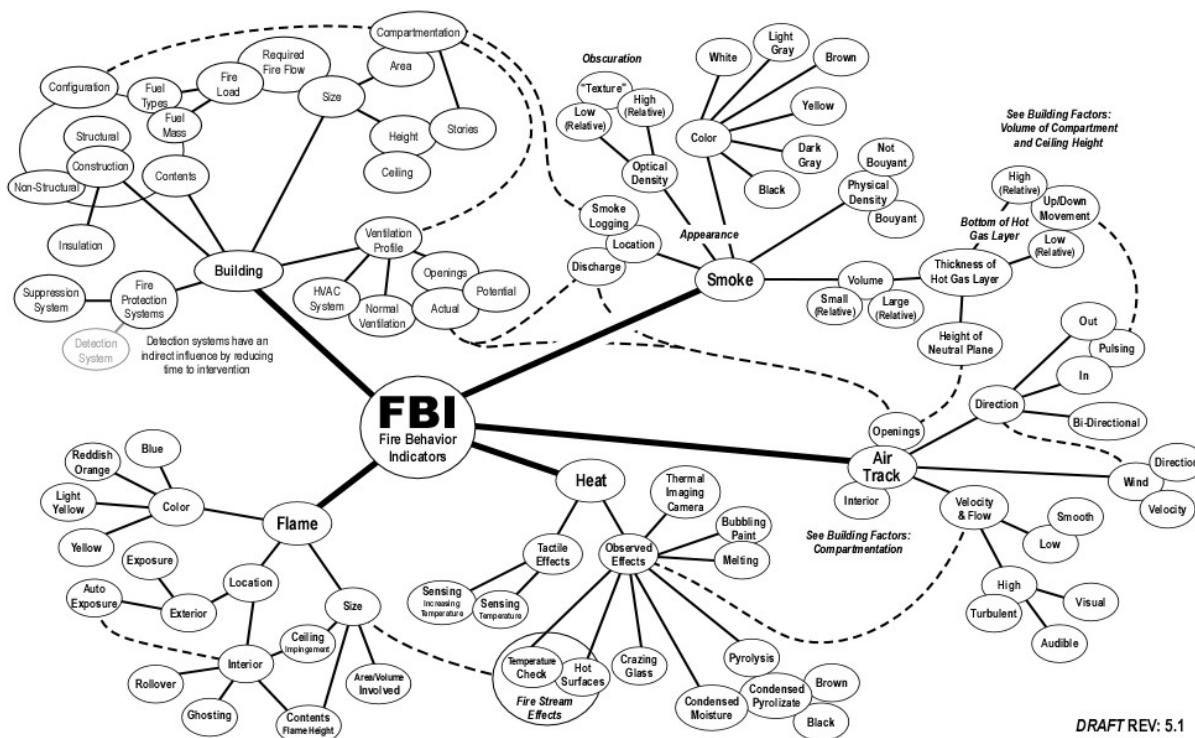 Configuration
Compartmentation
Required
Fire Flow
Area
Fuel
Types
Fire
Load
Size
Fuel
Mass
Structural
Construction
Height
Stories
Ceiling
Non-Structural
Contents
Insulation
Ventilation
Profile
Building
Openings
Potential
HVAC
System
Normal
Ventilation
Actual
Suppression
System
Fire
Protection
Systems
Detection
System
Detection systems have an
indirect influence by reducing
time to intervention
Obscuration
"Texture"
Low
(Relative)
High
(Relative)
Optical
Density
White
Light
Gray
Brown
Yellow
Color
Dark
Gray
Black
Not
Bouyant
Physical
Density
Bouyant
Smoke
Logging
Location
Discharge
Appearance
Smoke
Volume
Small
(Relative)
Large
(Relative)
See Building Factors:
Volume of Compartment
and Ceiling Height
High
(Relative)
Up/Down
Movement
Bottom of Hot
Gas Layer
Low
(Relative)
Thickness of
Hot Gas Layer
Height of
Neutral Plane
FBI
Fire Behavior
Indicators
Out
Pulsing
In
Direction
Bi-Directional
Openings
Air
Track
Interior
Direction
Wind
Velocity
Velocity
& Flow
Smooth
Low
See Building Factors:
Compartmentation
High
Turbulent
Visual
Audible
Heat
Thermal
Imaging
Camera
Bubbling
Paint
Melting
Tactile
Effects
Observed
Effects
Sensing
Increasing
Temperature
Sensing
Temperature
Temperature
Check
Hot
Surfaces
Fire Stream
Effects
Crazing
Glass
Pyrolysis
Condensed
Moisture
Condensed
Pyrolizate
Brown
Black
Blue
Reddish
Orange
Light
Yellow
Color
Yellow
Flame
Exposure
Location
Auto
Exposure
Exterior
Size
Ceiling
Impingement
Interior
Rollover
Area/Volume
Involved
Ghosting
Contents
Flame Height
DRAFT REV: 5.1